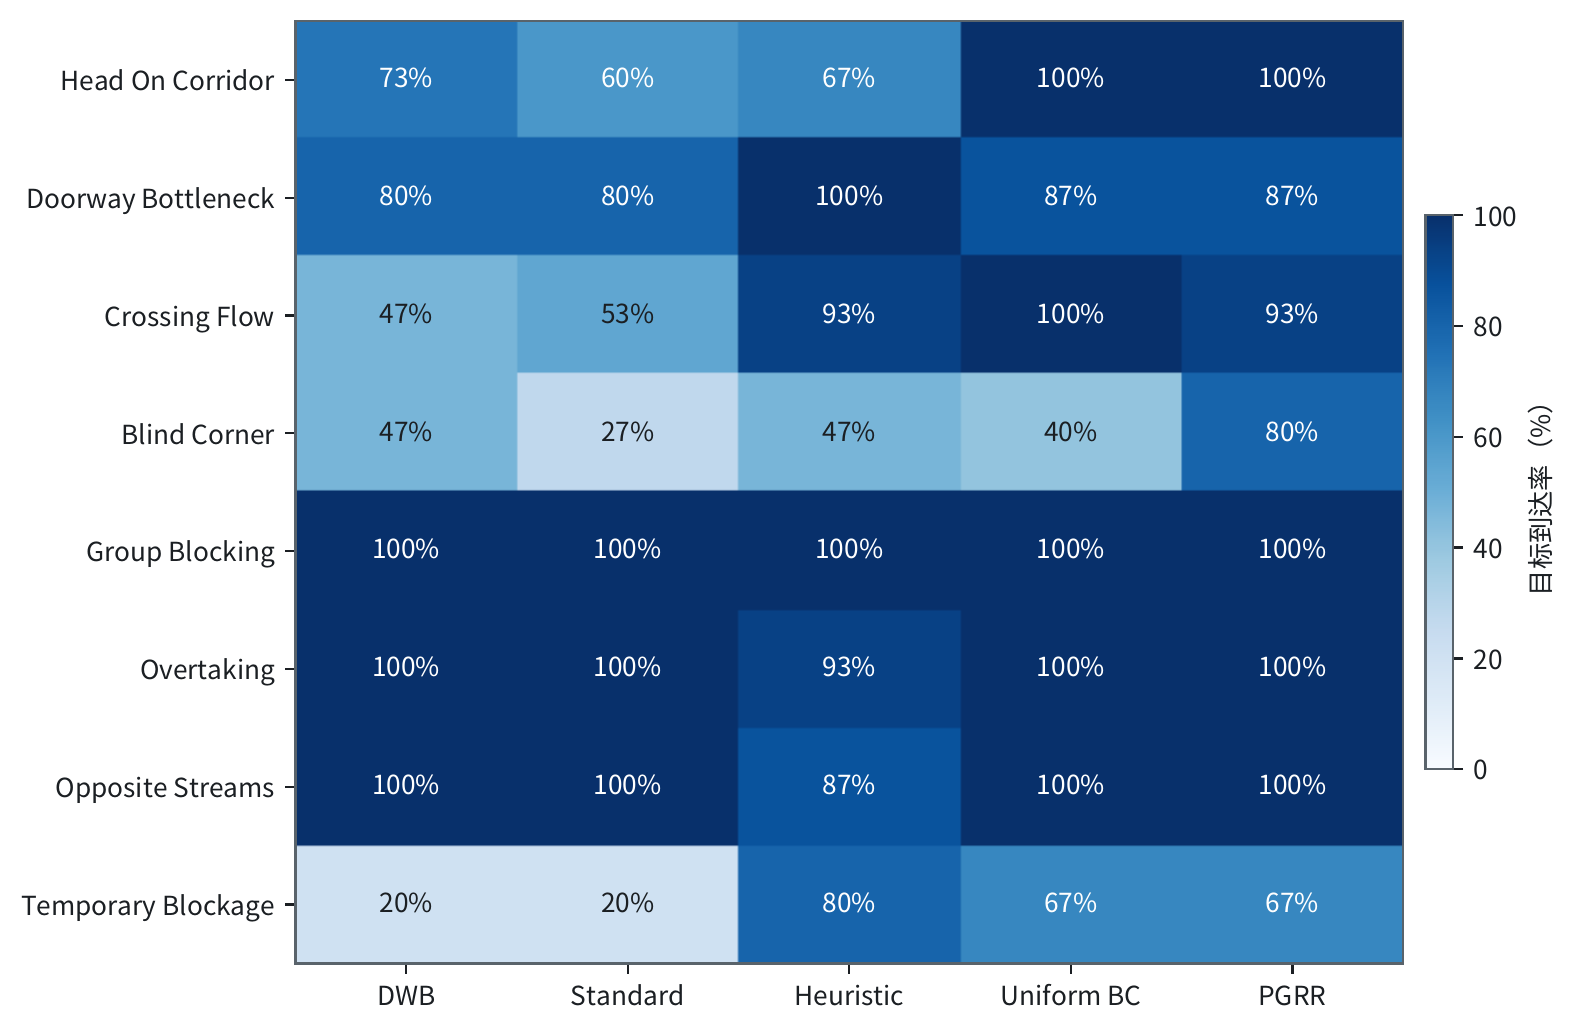 Head On Corridor 73% 60% 67% 100% 100%
Doorway Bottleneck 80% 80% 100% 87% 87%
Crossing Flow 47% 53% 93% 100% 93%
Blind Corner 47% 27% 47% 40% 80%
Group Blocking 100% 100% 100% 100% 100%
Overtaking 100% 100% 93% 100% 100%
Opposite Streams 100% 100% 87% 100% 100%
Temporary Blockage 20% 20% 80% 67% 67%
DWB Standard Heuristic Uniform BC PGRR
100
80
60
40
20
0
目标到达率（%）